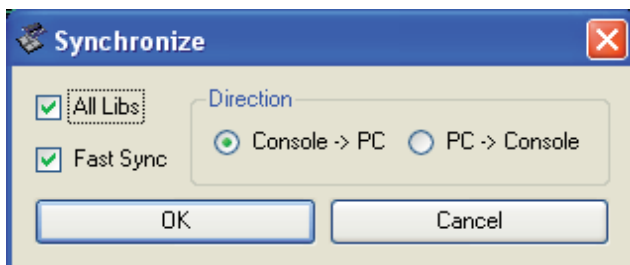 Synchronize
All Libs
Fast Sync
Direction
Console -> PC
PC -> Console
OK
Cancel